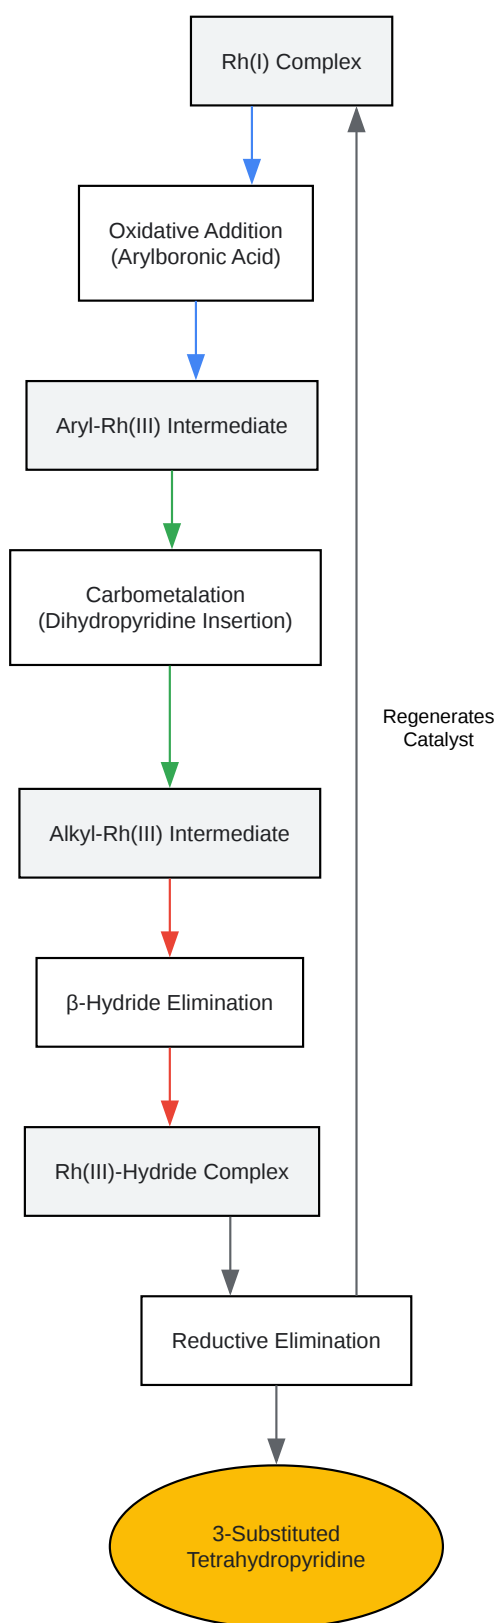 Rh(I) Complex
Oxidative Addition
(Arylboronic Acid)
Aryl-Rh(III) Intermediate
Carbometalation
(Dihydropyridine Insertion)
Regenerates
Catalyst
Alkyl-Rh(III) Intermediate
β-Hydride Elimination
Rh(III)-Hydride Complex
Reductive Elimination
3-Substituted
Tetrahydropyridine